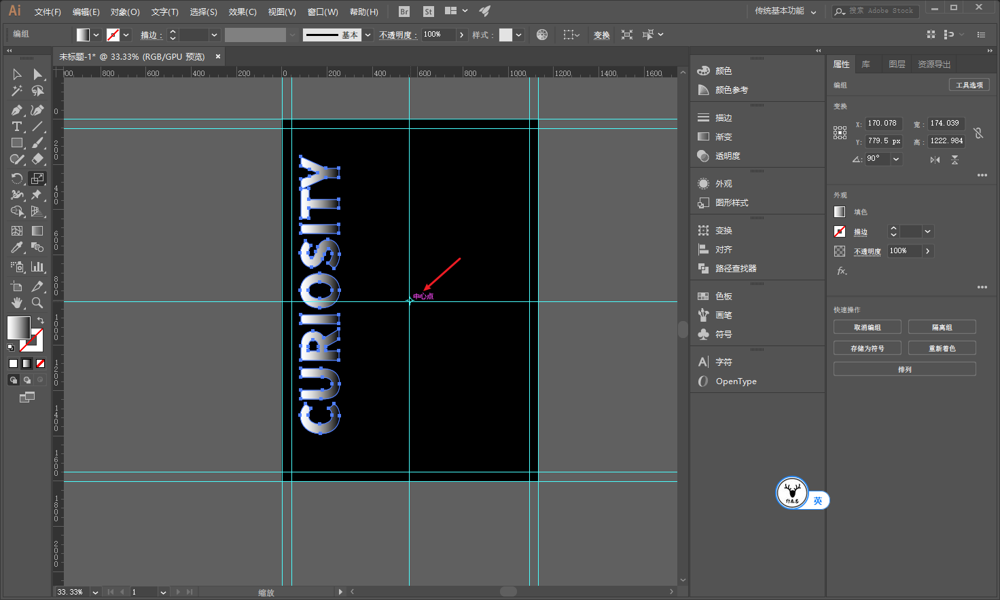 Ai 文件(F) 编辑(E) 对象(O) 文字(T) 选择(S) 效果(C) 视图(V) 窗口(W) 帮助(H) Br St 传统基本功能 搜索 Adobe Stock
编组 描边: 基本 不透明度: 100% 样式: 变换
未标题-1* @ 33.33% (RGB/GPU 预览) ×
800 600 400 200 0 200 400 600 800 1000 1200 1400 1600
0
200
400
600
800
1000
1200
1400
1600
1800
2000
CURIOSITY
中心点
颜色
颜色参考
描边
渐变
透明度
外观
图形样式
变换
对齐
路径查找器
色板
画笔
符号
A 字符
OpenType
属性 库 图层 资源导出
编组 工具选项
变换
X: 170.078 宽: 174.039
Y: 779.5 px 高: 1222.984
90°
外观
填色
描边
不透明度 100%
fx.
快速操作
取消编组 隔离组
存储为符号 重新着色
排列
英
33.33% 1 缩放